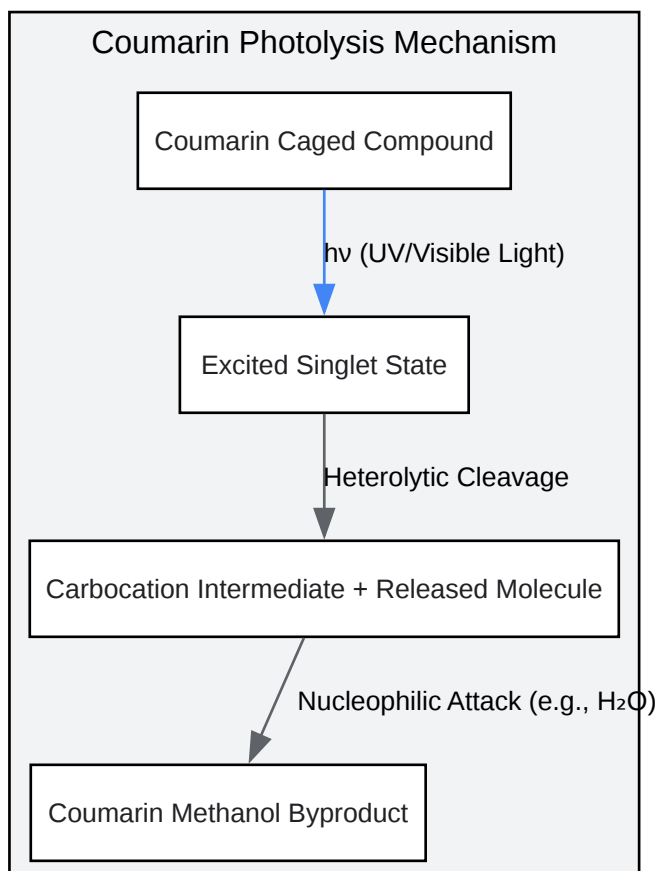 Coumarin Photolysis Mechanism
Coumarin Caged Compound
hν (UV/Visible Light)
Excited Singlet State
Heterolytic Cleavage
Carbocation Intermediate + Released Molecule
Nucleophilic Attack (e.g., H₂O)
Coumarin Methanol Byproduct